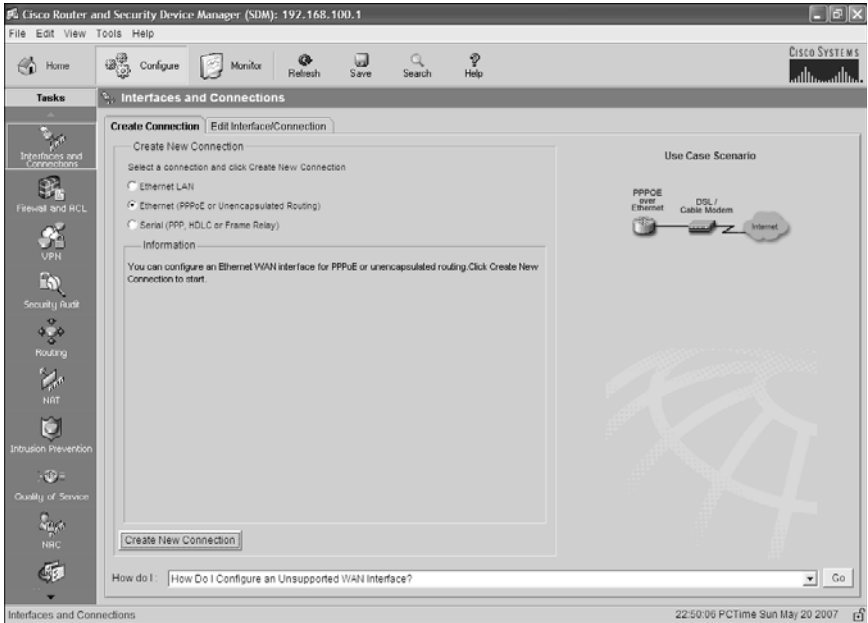 Cisco Router and Security Device Manager (SDM): 192.168.100.1
File Edit View Tools Help
Home Configure Monitor Refresh Save Search Help
CISCO SYSTEMS
Tasks
Interfaces and Connections
Create Connection Edit Interface/Connection
Create New Connection
Select a connection and click Create New Connection
Ethernet LAN
Ethernet (PPPoE or Unencapsulated Routing)
Serial (PPP, HDLC or Frame Relay)
Information
You can configure an Ethernet WAN interface for PPPoE or unencapsulated routing.Click Create New
Connection to start.
Create New Connection
Use Case Scenario
PPPOE
over
Ethernet
DSL /
Cable Modem
Internet
Interfaces and
Connections
Firewall and ACL
VPN
Security Audit
Routing
NAT
Intrusion Prevention
Quality of Service
NAC
How do I: How Do I Configure an Unsupported WAN Interface? Go
Interfaces and Connections
22:50:06 PCTime Sun May 20 2007